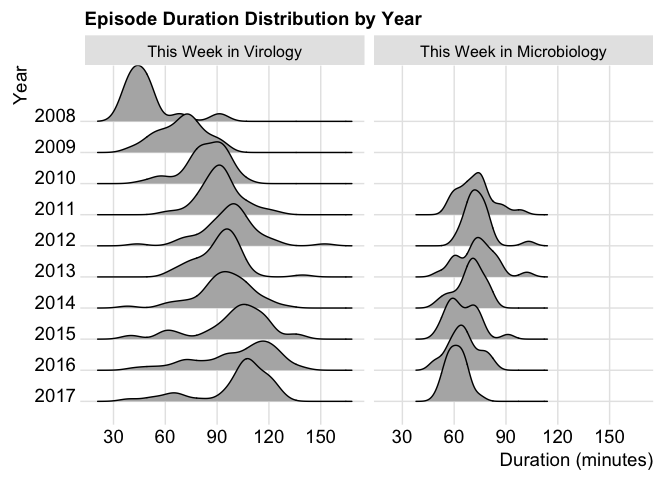 Episode Duration Distribution by Year
This Week in Virology This Week in Microbiology
Year
2008
2009
2010
2011
2012
2013
2014
2015
2016
2017
30 60 90 120 150 30 60 90 120 150
Duration (minutes)